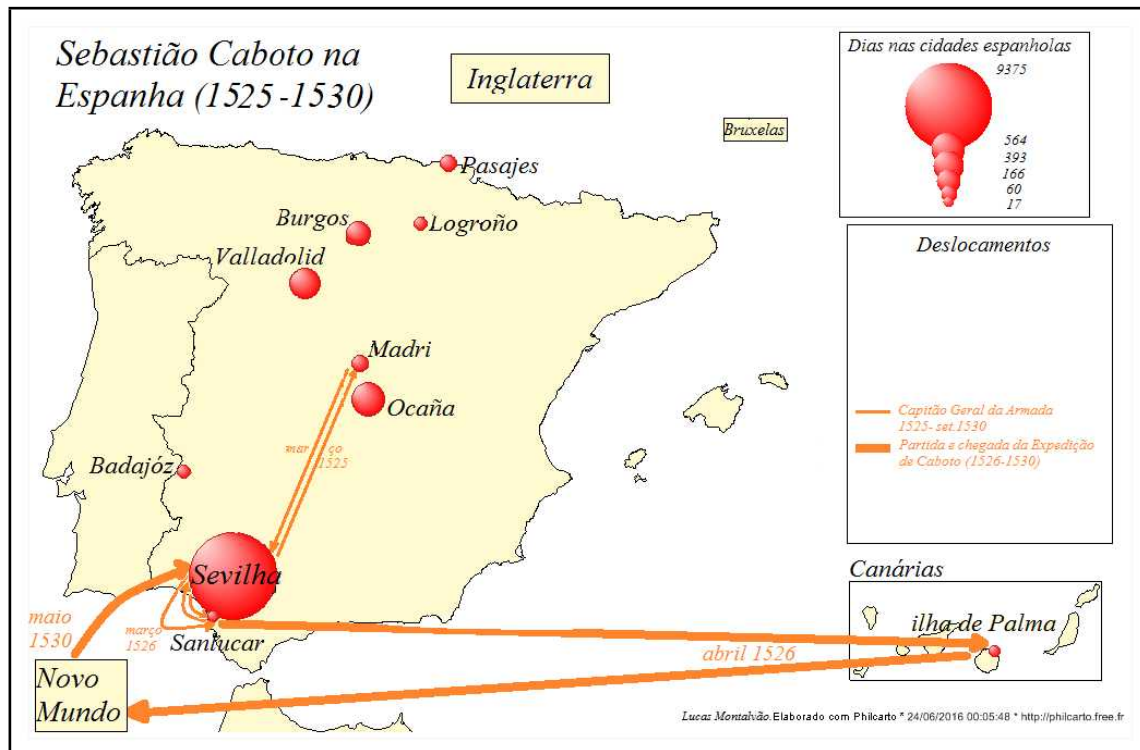 Sebastião Caboto na
Espanha (1525 -1530)
Inglaterra
Bruxelas
Dias nas cidades espanholas
9375
564
393
166
60
17
Pasajes
Logroño
Burgos
Valladolid
Madri
Ocaña
mar ço
1525
Badajóz
Sevilha
Sanlucar
março
1526
maio
1530
Novo
Mundo
abril 1526
Deslocamentos
Capitão Geral da Armada
1525- set.1530
Partida e chegada da Expedição
de Caboto (1526-1530)
Canárias
ilha de Palma
Lucas Montalvão. Elaborado com Philcarto * 24/06/2016 00:05:48 * http://philcarto.free.fr